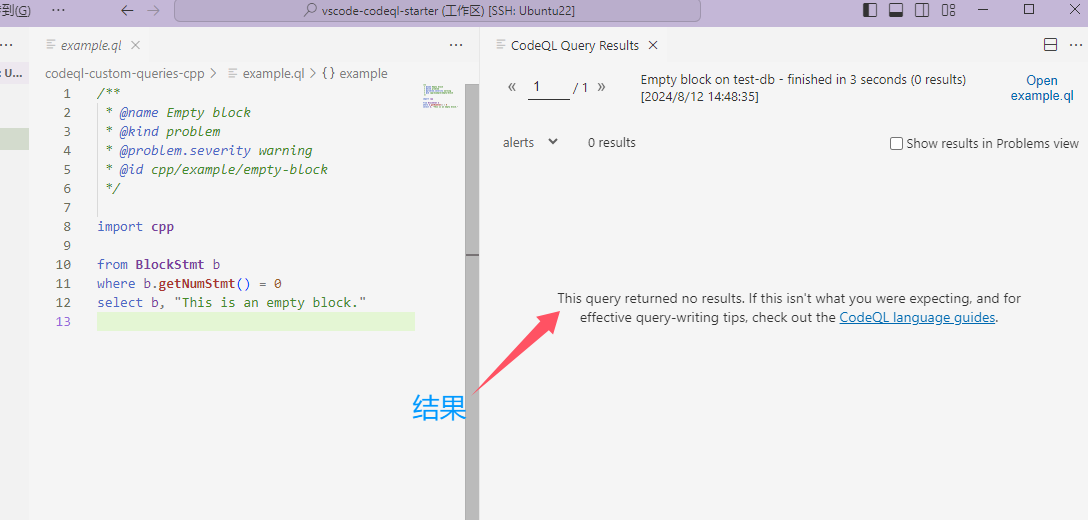 作到(G) ··· vscode-codeql-starter (工作区) [SSH: Ubuntu22]
··· example.ql ··· CodeQL Query Results ···
: U...
codeql-custom-queries-cpp > example.ql > {} example
1 /**
2 * @name Empty block
3 * @kind problem
4 * @problem.severity warning
5 * @id cpp/example/empty-block
6 */
7
8 import cpp
9
10 from BlockStmt b
11 where b.getNumStmt() = 0
12 select b, "This is an empty block."
13
« 1 / 1 »
Empty block on test-db - finished in 3 seconds (0 results)
[2024/8/12 14:48:35]
Open
example.ql
alerts 0 results Show results in Problems view
This query returned no results. If this isn't what you were expecting, and for
effective query-writing tips, check out the CodeQL language guides.
结果